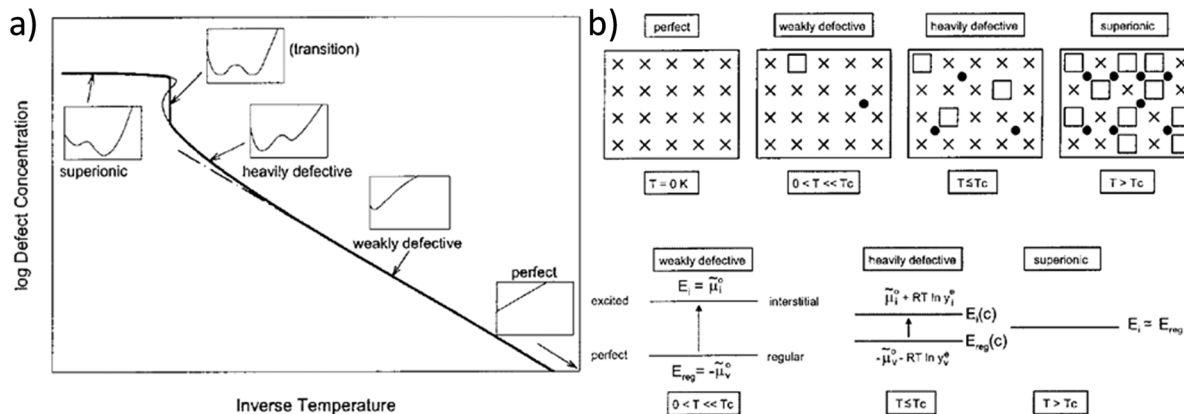 a)
(transition)
superionic
heavily defective
weakly defective
perfect
log Defect Concentration
Inverse Temperature
b)
perfect
weakly defective
heavily defective
superionic
T = 0 K
0 < T << Tc
T ≤ Tc
T > Tc
weakly defective
heavily defective
superionic
excited
E_i = μ̃_i^o
interstitial
perfect
E_reg = -μ̃_v^o
regular
μ̃_i^o + RT ln y_i^e
E_i(c)
E_reg(c)
-μ̃_v^o - RT ln y_v^e
E_i ≃ E_reg
0 < T << Tc
T ≤ Tc
T > Tc